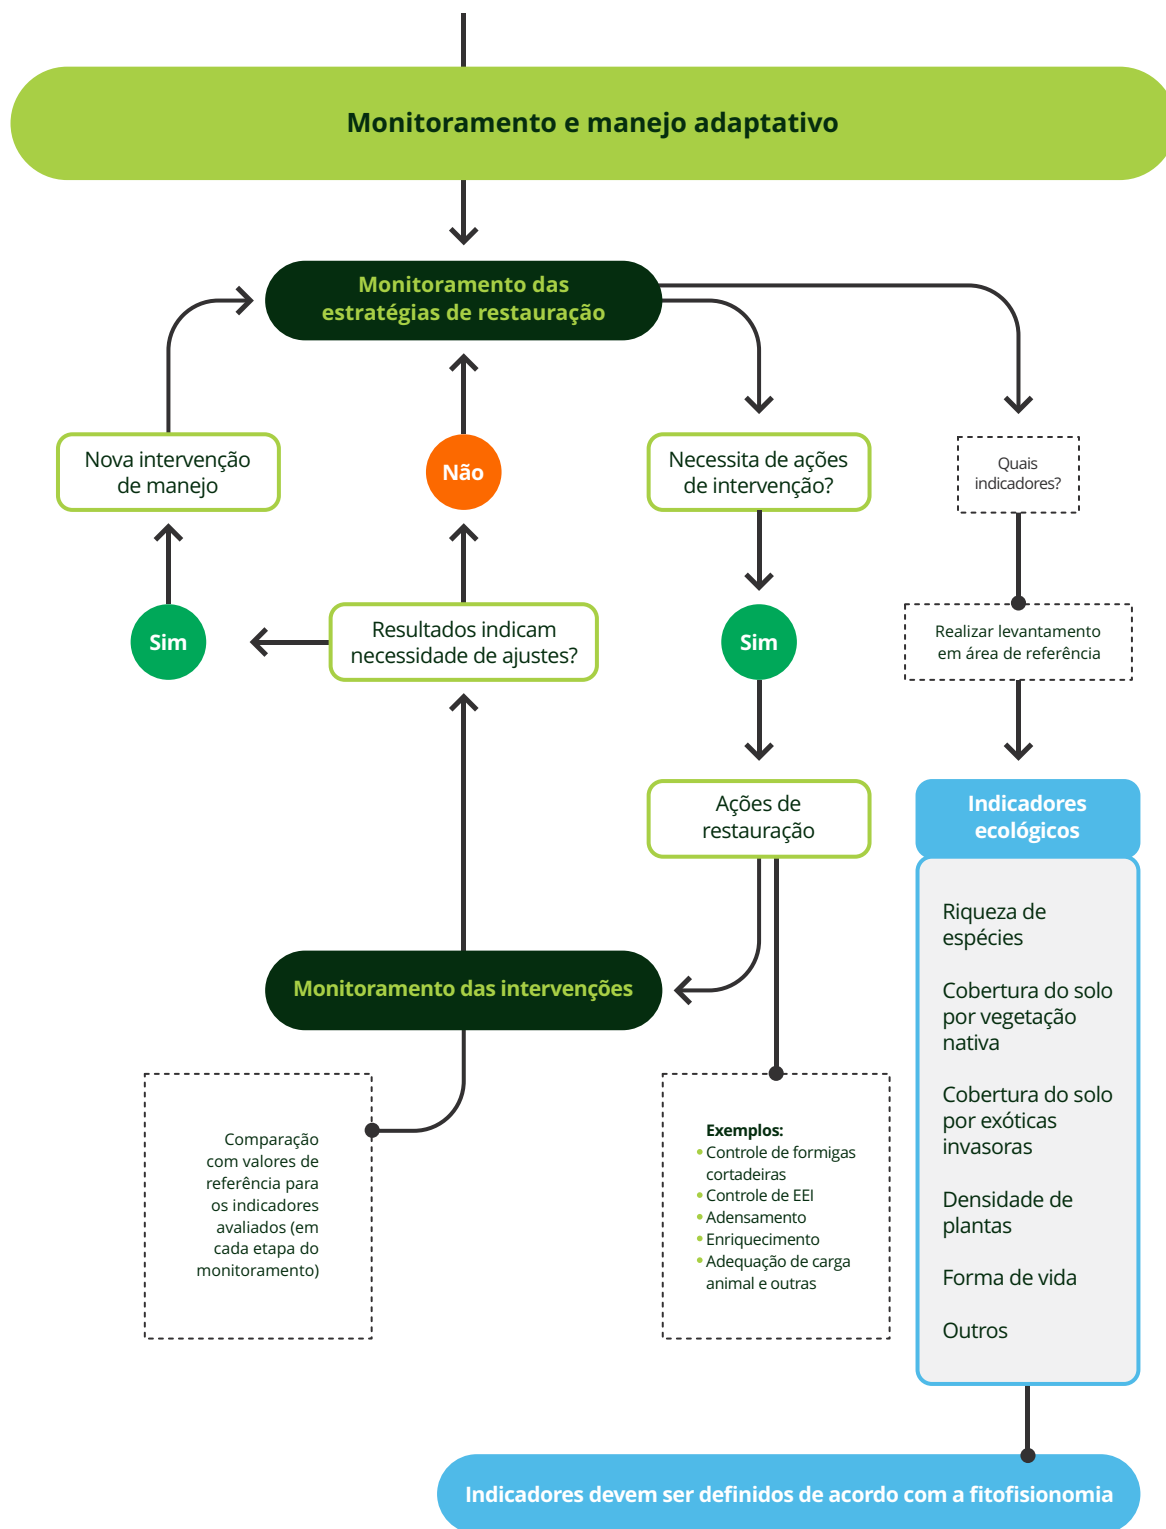 Monitoramento e manejo adaptativo
Monitoramento das
estratégias de restauração
Nova intervenção
de manejo
Não
Necessita de ações
de intervenção?
Quais
indicadores?
Sim
Resultados indicam
necessidade de ajustes?
Sim
Realizar levantamento
em área de referência
Ações de
restauração
Indicadores
ecológicos
Riqueza de
espécies
Cobertura do solo
por vegetação
nativa
Cobertura do solo
por exóticas
invasoras
Densidade de
plantas
Forma de vida
Outros
Monitoramento das intervenções
Comparação
com valores de
referência para
os indicadores
avaliados (em
cada etapa do
monitoramento)
Exemplos:
• Controle de formigas
cortadeiras
• Controle de EEI
• Adensamento
• Enriquecimento
• Adequação de carga
animal e outras
Indicadores devem ser definidos de acordo com a fitofisionomia